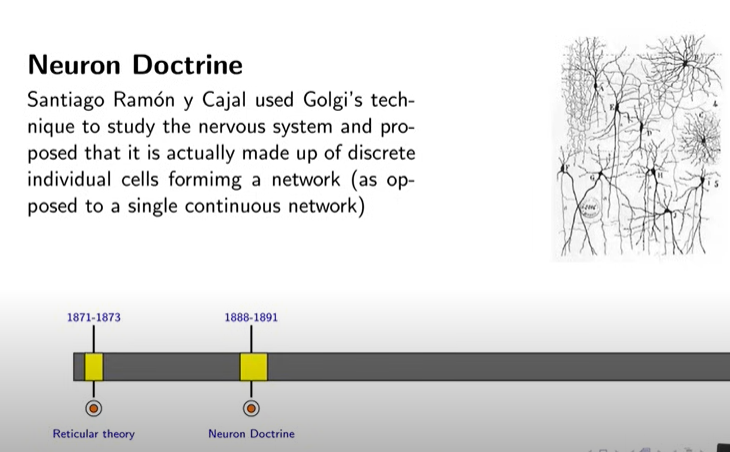 Neuron Doctrine
Santiago Ramón y Cajal used Golgi's tech-
nique to study the nervous system and pro-
posed that it is actually made up of discrete
individual cells formimg a network (as op-
posed to a single continuous network)
1871-1873
1888-1891
Reticular theory
Neuron Doctrine